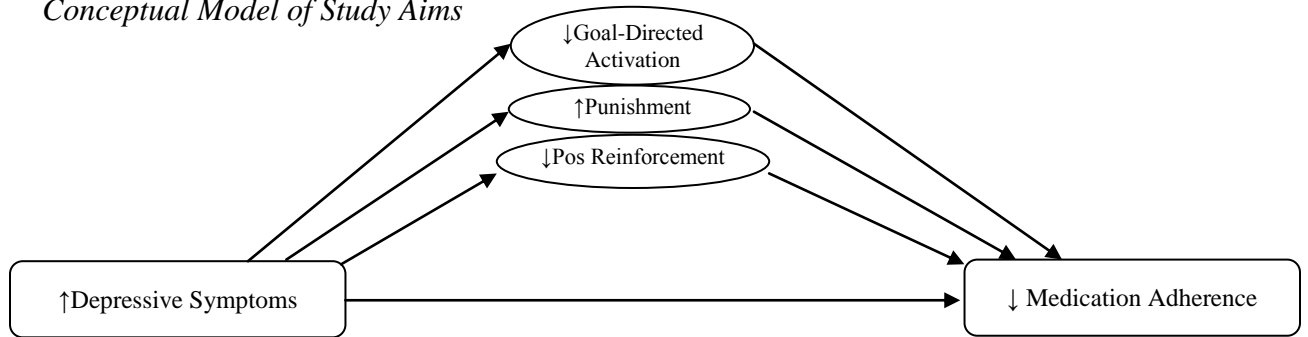 Conceptual Model of Study Aims
↓Goal-Directed
Activation
↑Punishment
↓Pos Reinforcement
↑Depressive Symptoms
↓ Medication Adherence